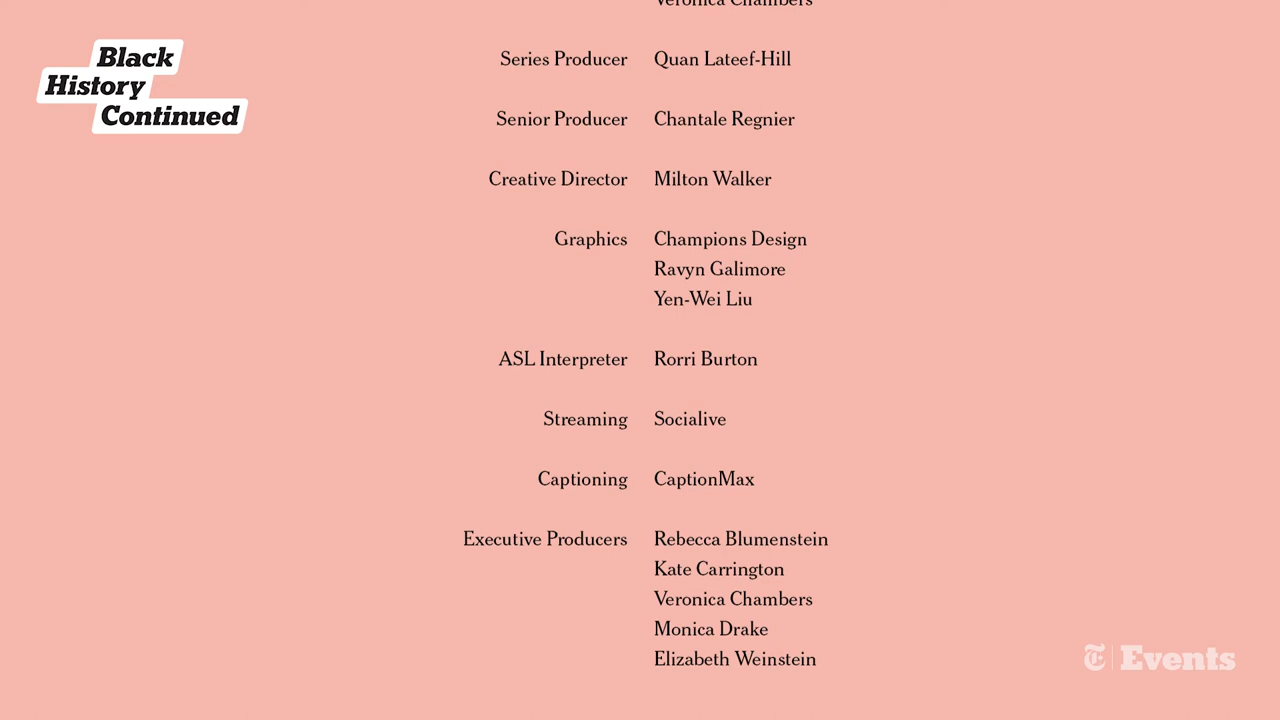 Veronica Chambers
Black
History
Continued
Series Producer Quan Lateef-Hill
Senior Producer Chantale Regnier
Creative Director Milton Walker
Graphics Champions Design
Ravyn Galimore
Yen-Wei Liu
ASL Interpreter Rorri Burton
Streaming Socialive
Captioning CaptionMax
Executive Producers Rebecca Blumenstein
Kate Carrington
Veronica Chambers
Monica Drake
Elizabeth Weinstein
T Events